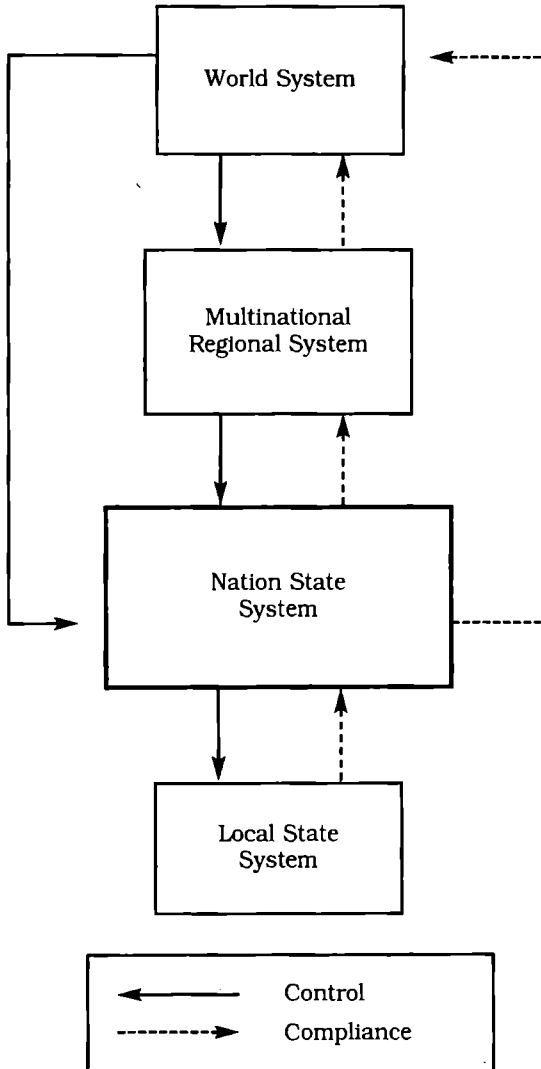 World System
Multinational
Regional System
Nation State
System
Local State
System
Control
Compliance